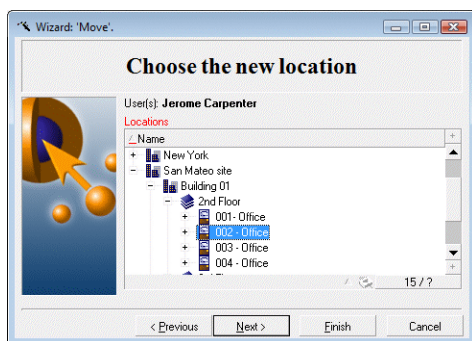 Wizard: 'Move'.
Choose the new location
User(s): Jerome Carpenter
Locations
/ Name
New York
San Mateo site
Building 01
2nd Floor
001- Office
002 - Office
003 - Office
004 - Office
15 / ?
< Previous
Next >
Finish
Cancel